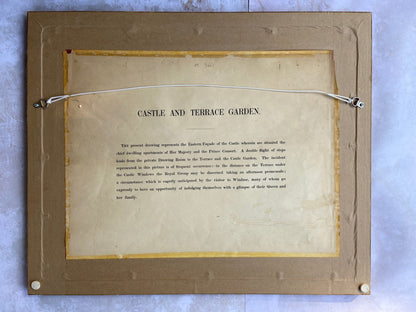 CASTLE AND TERRACE GARDEN.
THE present drawing represents the Eastern Façade of the Castle wherein are situated the
chief dwelling apartments of Her Majesty and the Prince Consort. A double flight of steps
leads from the private Drawing Room to the Terrace and the Castle Garden. The incident
represented in this picture is of frequent occurrence:—in the distance on the Terrace under
the Castle Windows the Royal Group may be discerned taking an afternoon promenade;
a circumstance which is eagerly anticipated by the visitor to Windsor, many of whom go
expressly to have an opportunity of indulging themselves with a glimpse of their Queen and
her family.